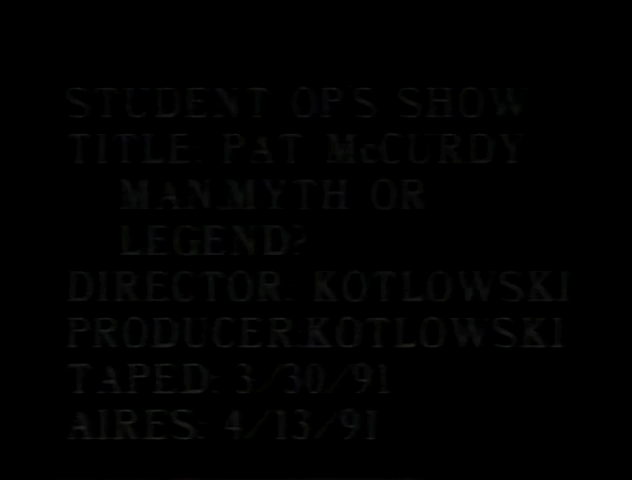 STUDENT OP'S SHOW
TITLE: PAT McCURDY
MAN,MYTH OR
LEGEND?
DIRECTOR: KOTLOWSKI
PRODUCER:KOTLOWSKI
TAPED: 3/30/91
AIRES: 4/13/91